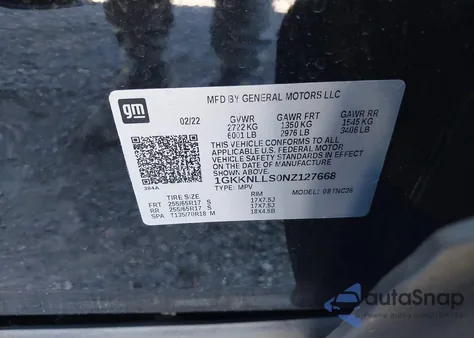 gm
MFD BY GENERAL MOTORS LLC
02/22 GVWR GAWR FRT GAWR RR
2722 KG 1350 KG 1545 KG
6001 LB 2976 LB 3406 LB
THIS VEHICLE CONFORMS TO ALL
APPLICABLE U.S. FEDERAL MOTOR
VEHICLE SAFETY STANDARDS IN
EFFECT ON THE DATE OF MANUFACTURE
SHOWN ABOVE.
1GKKNLLS0NZ127668
TYPE: MPV MODEL: 08TNC26
384A
TIRE SIZE RIM
FRT 255/65R17 S 17X7.5J
RR 255/65R17 S 17X7.5J
SPA T135/70R18 M 18X4.5B
autaSnap